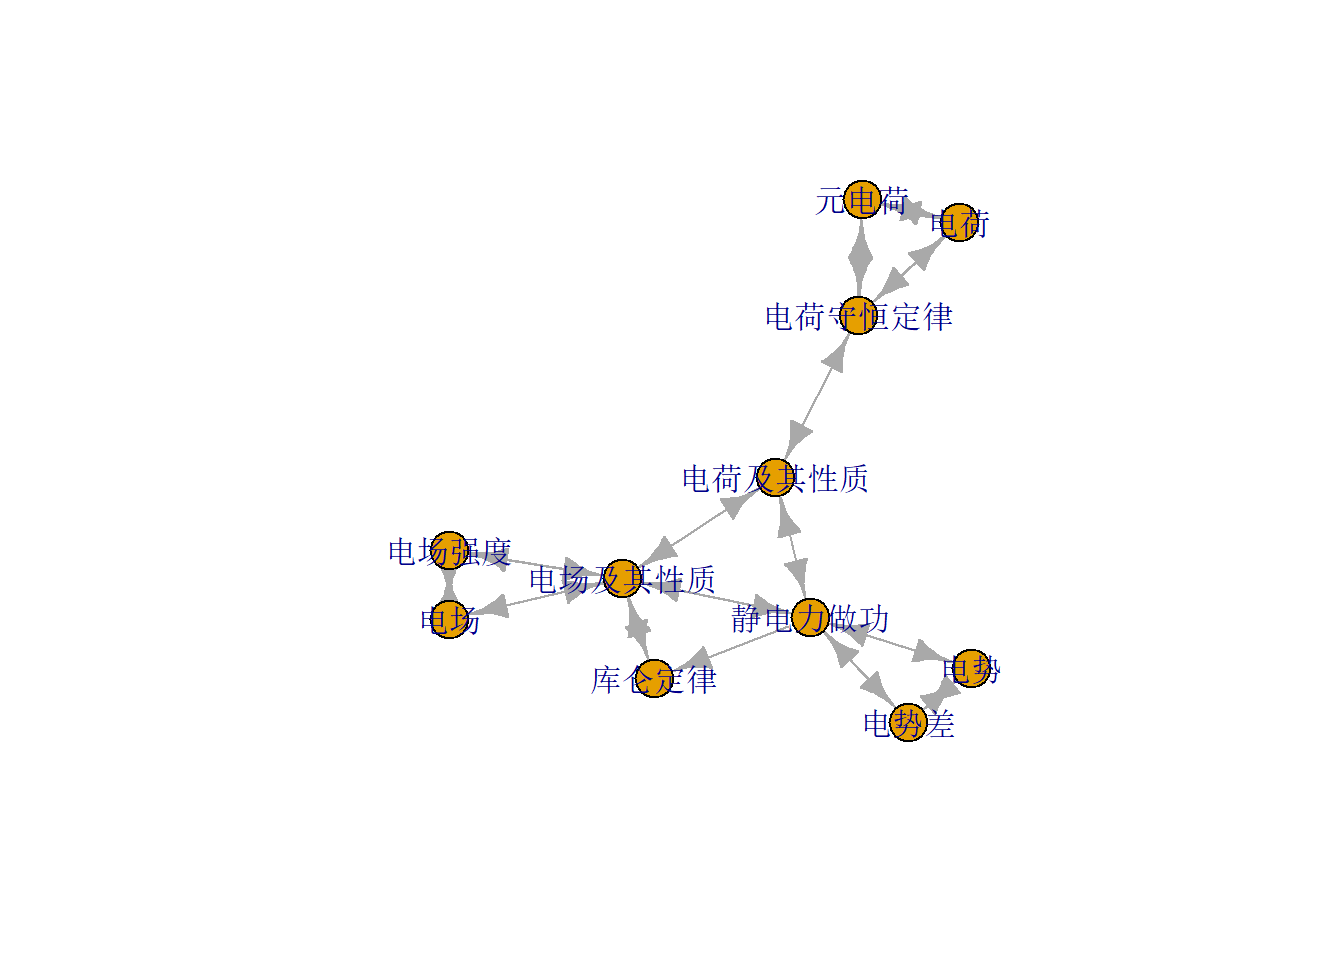 元电荷
电荷
电荷守恒定律
电荷及其性质
电场强度
电场及其性质
电场
静电力做功
库仑定律
电势
电势差